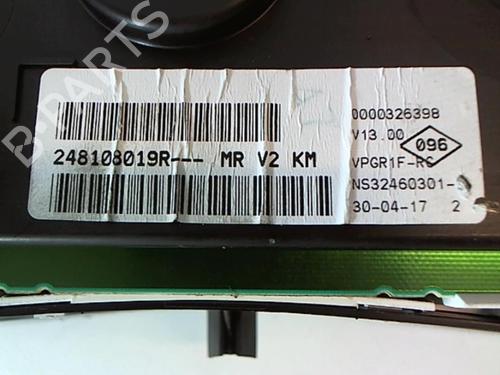 B-PARTS
0000326398
V13.00
096
248108019R--- MR V2 KM
VPGR1F-RC
NS32460301-
30-04-17 2